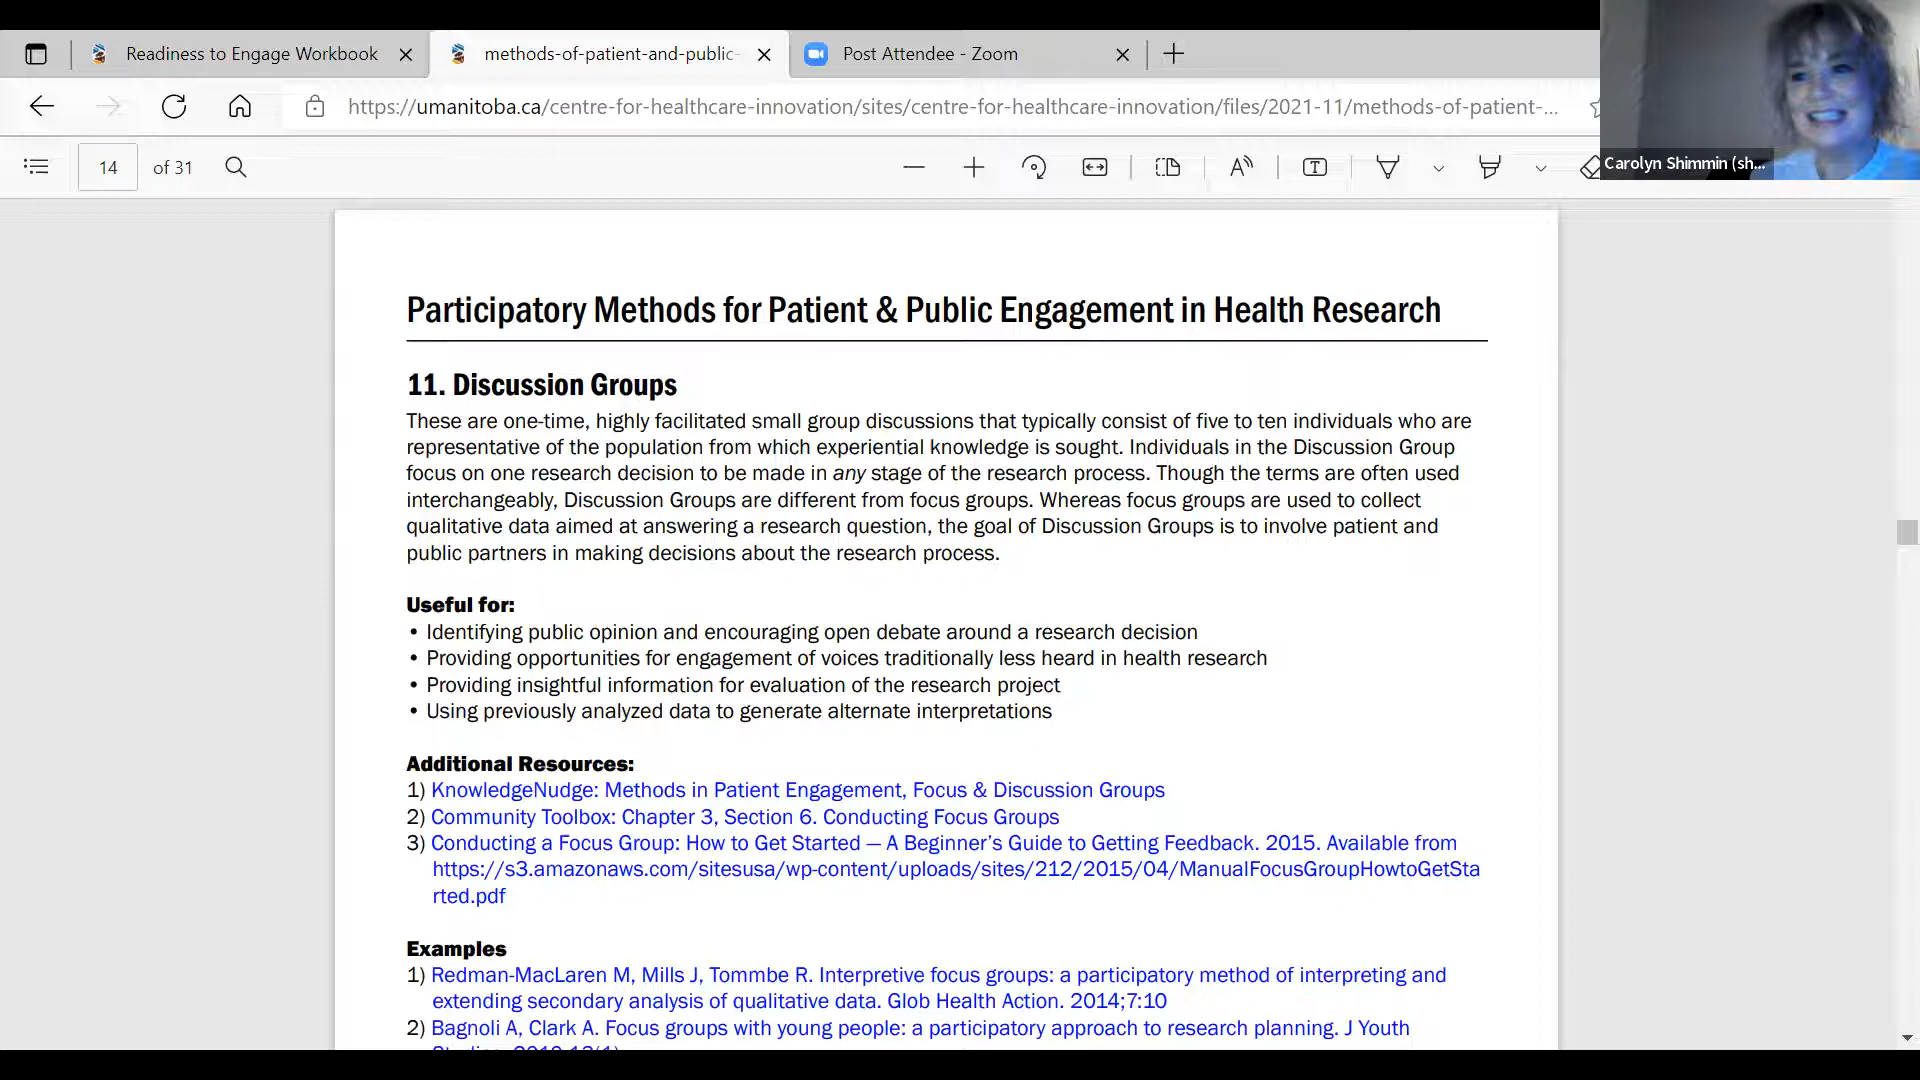 Readiness to Engage Workbook
methods-of-patient-and-public-
Post Attendee - Zoom
https://umanitoba.ca/centre-for-healthcare-innovation/sites/centre-for-healthcare-innovation/files/2021-11/methods-of-patient-...
14 of 31
Carolyn Shimmin (sh...
Participatory Methods for Patient & Public Engagement in Health Research
11. Discussion Groups
These are one-time, highly facilitated small group discussions that typically consist of five to ten individuals who are
representative of the population from which experiential knowledge is sought. Individuals in the Discussion Group
focus on one research decision to be made in any stage of the research process. Though the terms are often used
interchangeably, Discussion Groups are different from focus groups. Whereas focus groups are used to collect
qualitative data aimed at answering a research question, the goal of Discussion Groups is to involve patient and
public partners in making decisions about the research process.
Useful for:
• Identifying public opinion and encouraging open debate around a research decision
• Providing opportunities for engagement of voices traditionally less heard in health research
• Providing insightful information for evaluation of the research project
• Using previously analyzed data to generate alternate interpretations
Additional Resources:
1) KnowledgeNudge: Methods in Patient Engagement, Focus & Discussion Groups
2) Community Toolbox: Chapter 3, Section 6. Conducting Focus Groups
3) Conducting a Focus Group: How to Get Started — A Beginner's Guide to Getting Feedback. 2015. Available from
https://s3.amazonaws.com/sitesusa/wp-content/uploads/sites/212/2015/04/ManualFocusGroupHowtoGetSta
rted.pdf
Examples
1) Redman-MacLaren M, Mills J, Tommbe R. Interpretive focus groups: a participatory method of interpreting and
extending secondary analysis of qualitative data. Glob Health Action. 2014;7:10
2) Bagnoli A, Clark A. Focus groups with young people: a participatory approach to research planning. J Youth